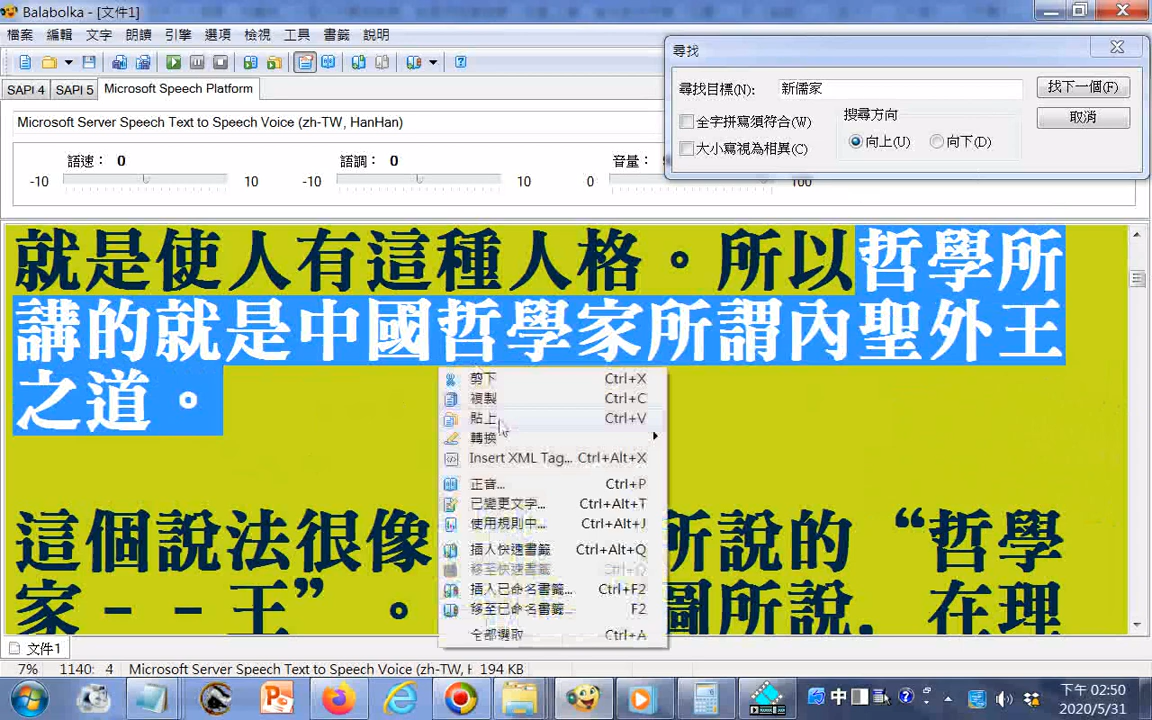 Balabolka - [文件1]
檔案 編輯 文字 朗讀 引擎 選項 檢視 工具 書籤 說明
SAPI 4 SAPI 5 Microsoft Speech Platform
Microsoft Server Speech Text to Speech Voice (zh-TW, HanHan)
語速: 0 語調: 0 音量:
-10 10 -10 10 0 100
尋找
尋找目標(N): 新儒家 找下一個(F)
全字拼寫須符合(W) 搜尋方向 取消
大小寫視為相異(C) 向上(U) 向下(D)
就是使人有這種人格。所以哲學所
講的就是中國哲學家所謂內聖外王
之道。
剪下 Ctrl+X
複製 Ctrl+C
貼上 Ctrl+V
轉換
Insert XML Tag... Ctrl+Alt+X
正音... Ctrl+P
已變更文字... Ctrl+Alt+T
使用規則中... Ctrl+Alt+J
插入快速書籤 Ctrl+Alt+Q
移至快速書籤 Ctrl+Q
插入已命名書籤... Ctrl+F2
移至已命名書籤... F2
全部選取 Ctrl+A
這個說法很像 所說的“哲學
家－－王”。 圖所說，在理
文件1
7% 1140: 4 Microsoft Server Speech Text to Speech Voice (zh-TW, H 194 KB
中
下午 02:50
2020/5/31